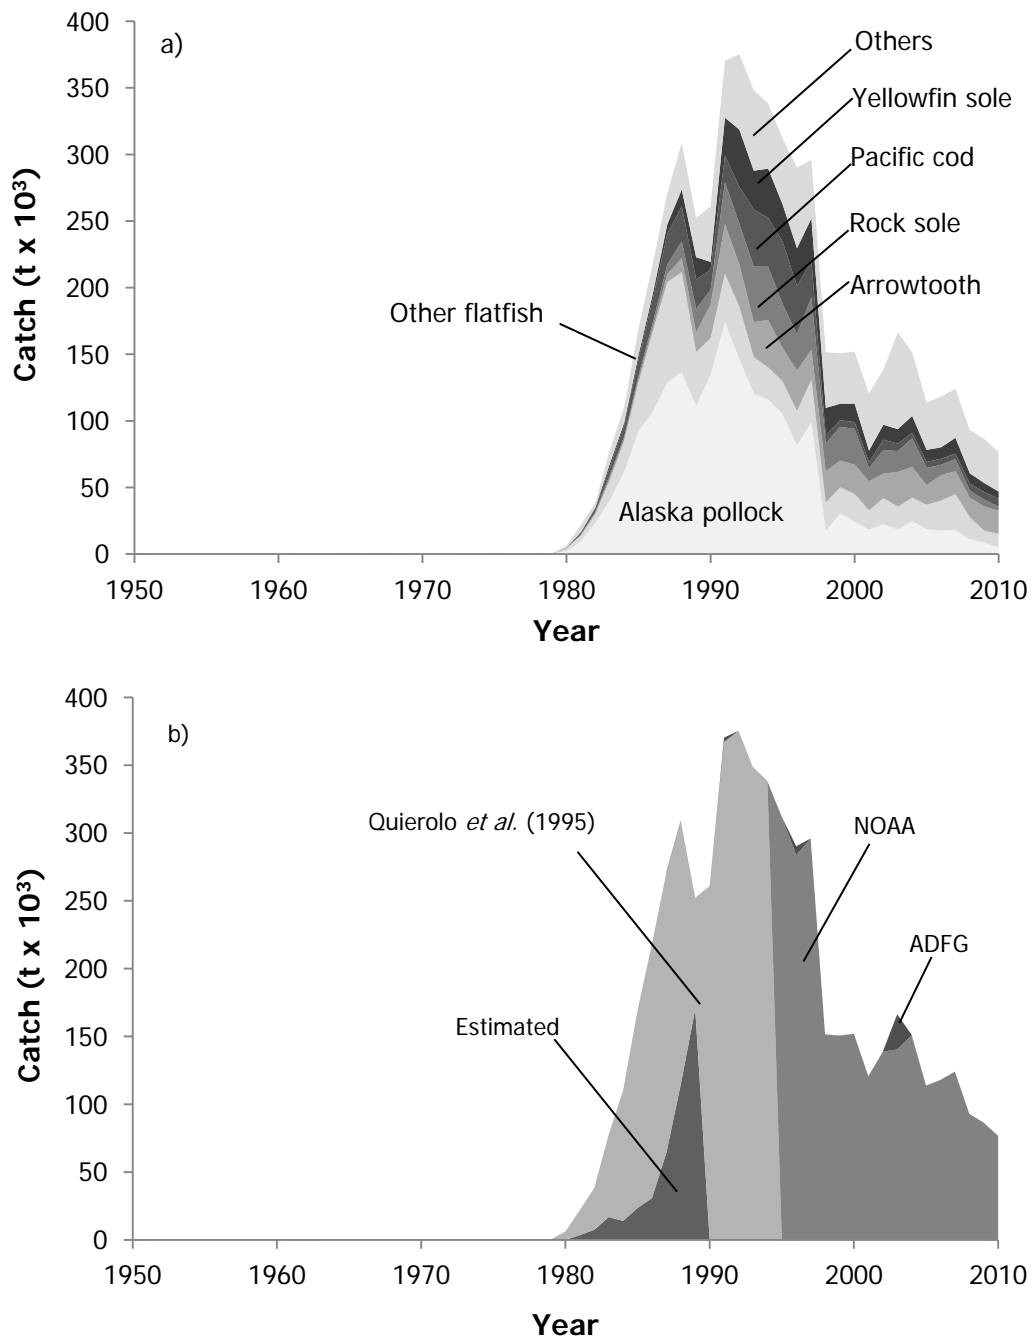 a)
400
350
300
250
200
150
100
50
0
Catch (t x 10³)
Others
Yellowfin sole
Pacific cod
Rock sole
Arrowtooth
Other flatfish
Alaska pollock
1950 1960 1970 1980 1990 2000 2010
Year
b)
400
350
300
250
200
150
100
50
0
Catch (t x 10³)
Quierolo et al. (1995)
NOAA
ADFG
Estimated
1950 1960 1970 1980 1990 2000 2010
Year